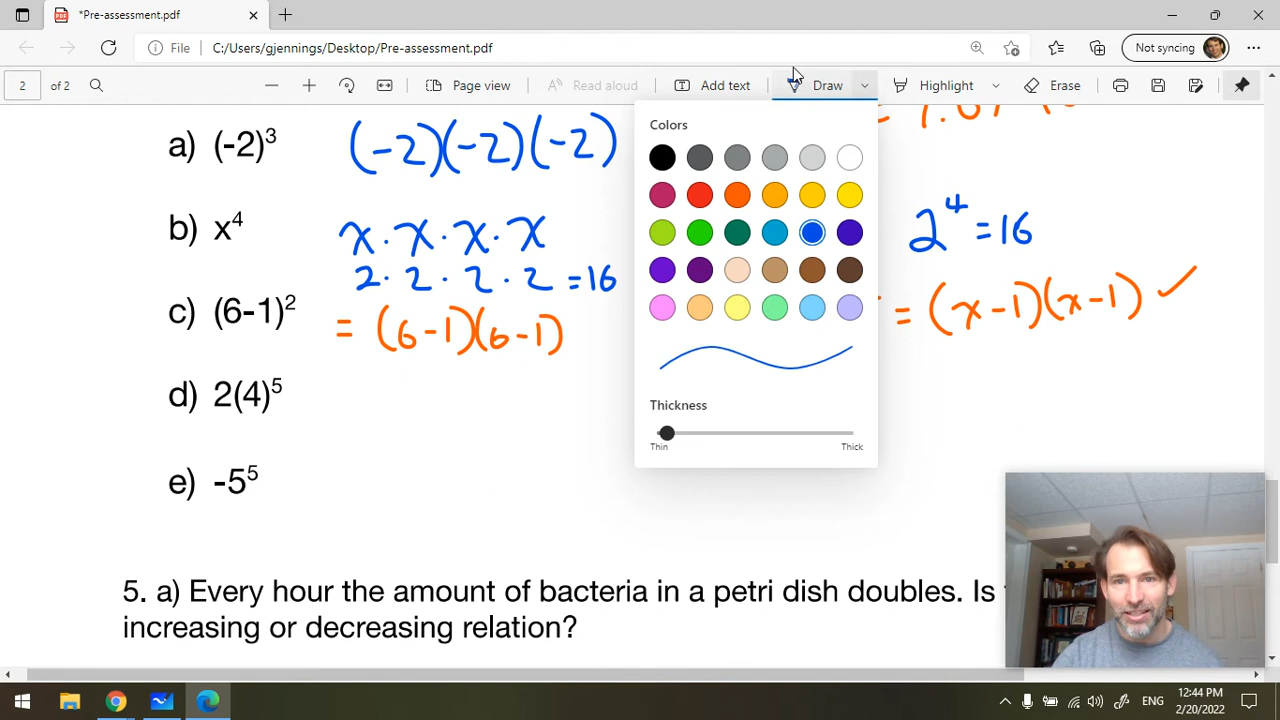 *Pre-assessment.pdf
File C:/Users/gjennings/Desktop/Pre-assessment.pdf Not syncing
2 of 2 Page view Read aloud Add text Draw Highlight Erase
Colors
a) (-2)³ (-2)(-2)(-2)
b) x⁴ x · x · x · x 2⁴ = 16
2 · 2 · 2 · 2 = 16
c) (6-1)² = (x-1)(x-1) ✓
= (6-1)(6-1)
d) 2(4)⁵
Thickness
Thin Thick
e) -5⁵
5. a) Every hour the amount of bacteria in a petri dish doubles. Is
increasing or decreasing relation?
ENG 12:44 PM
2/20/2022